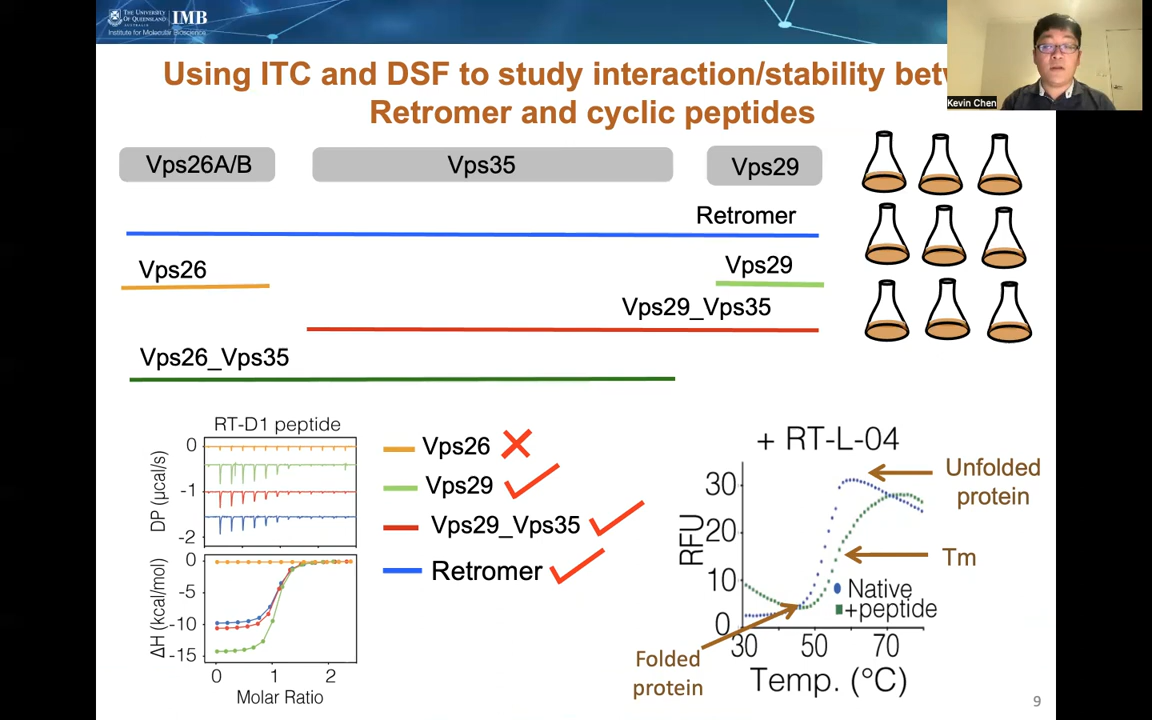 THE UNIVERSITY
OF QUEENSLAND
AUSTRALIA
IMB
Institute for Molecular Bioscience
Using ITC and DSF to study interaction/stability
Retromer and cyclic peptides
Kevin Chen
Vps26A/B
Vps35
Vps29
Retromer
Vps26
Vps29
Vps29_Vps35
Vps26_Vps35
RT-D1 peptide
0
-1
-2
DP (µcal/s)
0
-5
-10
-15
ΔH (kcal/mol)
0
1
2
Molar Ratio
Vps26
Vps29
Vps29_Vps35
Retromer
+ RT-L-04
30
20
10
0
RFU
30
50
70
Temp. (°C)
Native
+peptide
Unfolded
protein
Tm
Folded
protein
9